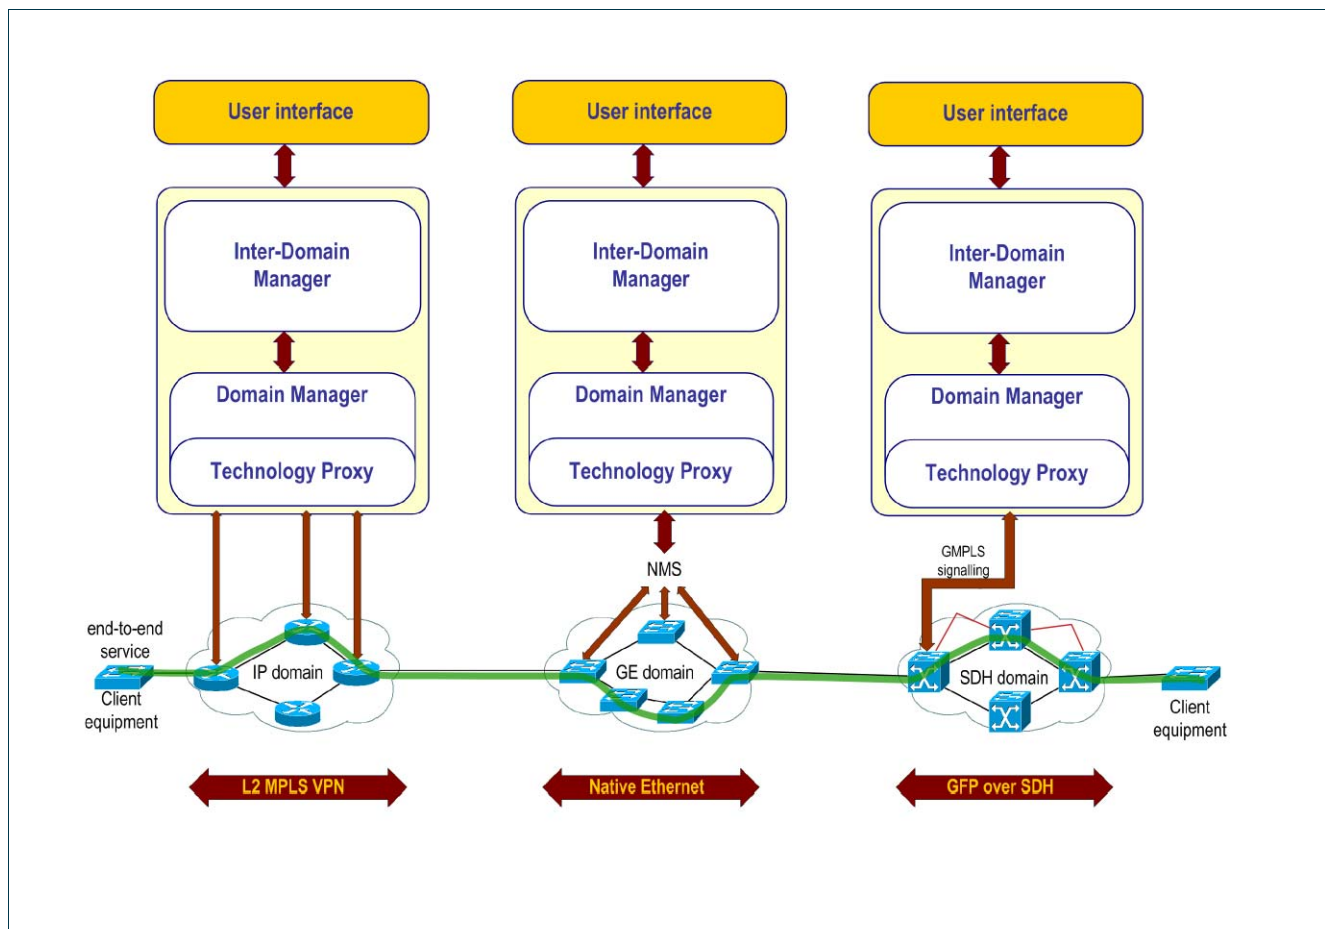 User interface
User interface
User interface
Inter-Domain
Manager
Inter-Domain
Manager
Inter-Domain
Manager
Domain Manager
Domain Manager
Domain Manager
Technology Proxy
Technology Proxy
Technology Proxy
GMPLS
signalling
NMS
end-to-end
service
IP domain
GE domain
SDH domain
Client
equipment
Client
equipment
L2 MPLS VPN
Native Ethernet
GFP over SDH